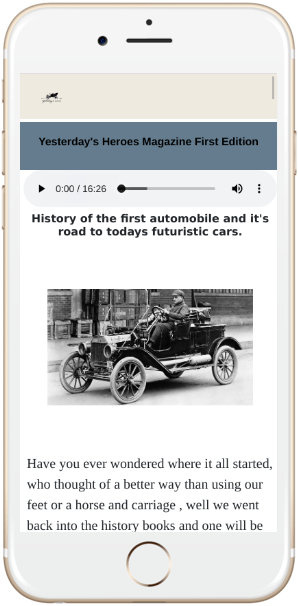 Yesterday's Heroes Magazine First Edition
0:00 / 16:26
History of the first automobile and it's
road to todays futuristic cars.
Have you ever wondered where it all started,
who thought of a better way than using our
feet or a horse and carriage , well we went
back into the history books and one will be